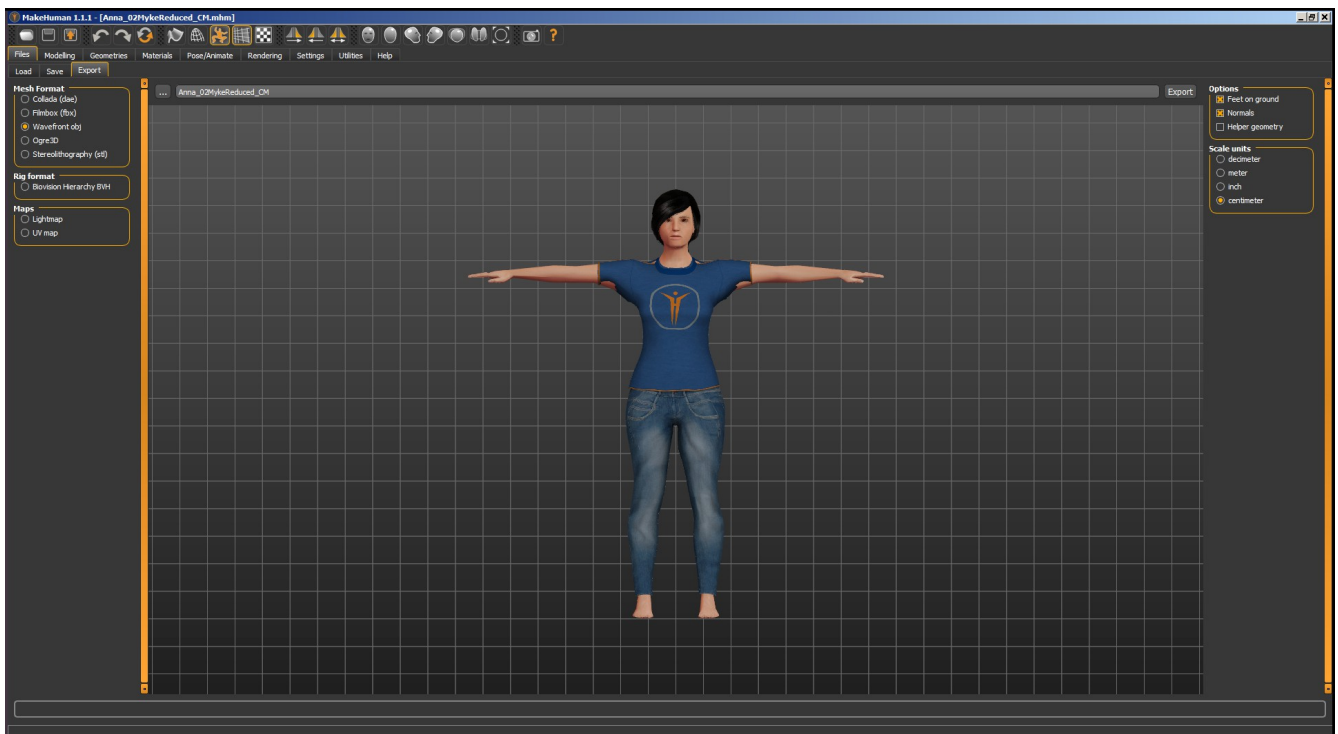 MakeHuman 1.1.1 - [Anna_02MykeReduced_CM.mhm]
Files Modelling Geometries Materials Pose/Animate Rendering Settings Utilities Help
Load Save Export
Mesh Format
Collada (dae)
Filmbox (fbx)
Wavefront obj
Ogre3D
Stereolithography (stl)
Rig format
Biovision Hierarchy BVH
Maps
Lightmap
UV map
... Anna_02MykeReduced_CM Export
Options
Feet on ground
Normals
Helper geometry
Scale units
decimeter
meter
inch
centimeter